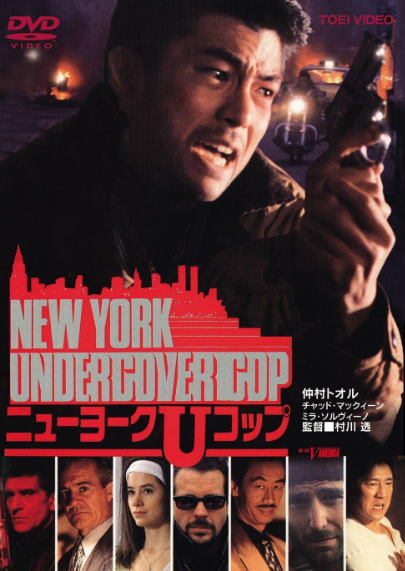 DVD
VIDEO
TOEI VIDEO
NEW YORK
UNDERCOVER COP
ニューヨークUコップ
仲村トオル
チャッド・マックィーン
ミラ・ソルヴィーノ
監督■村川 透
V AMERICA